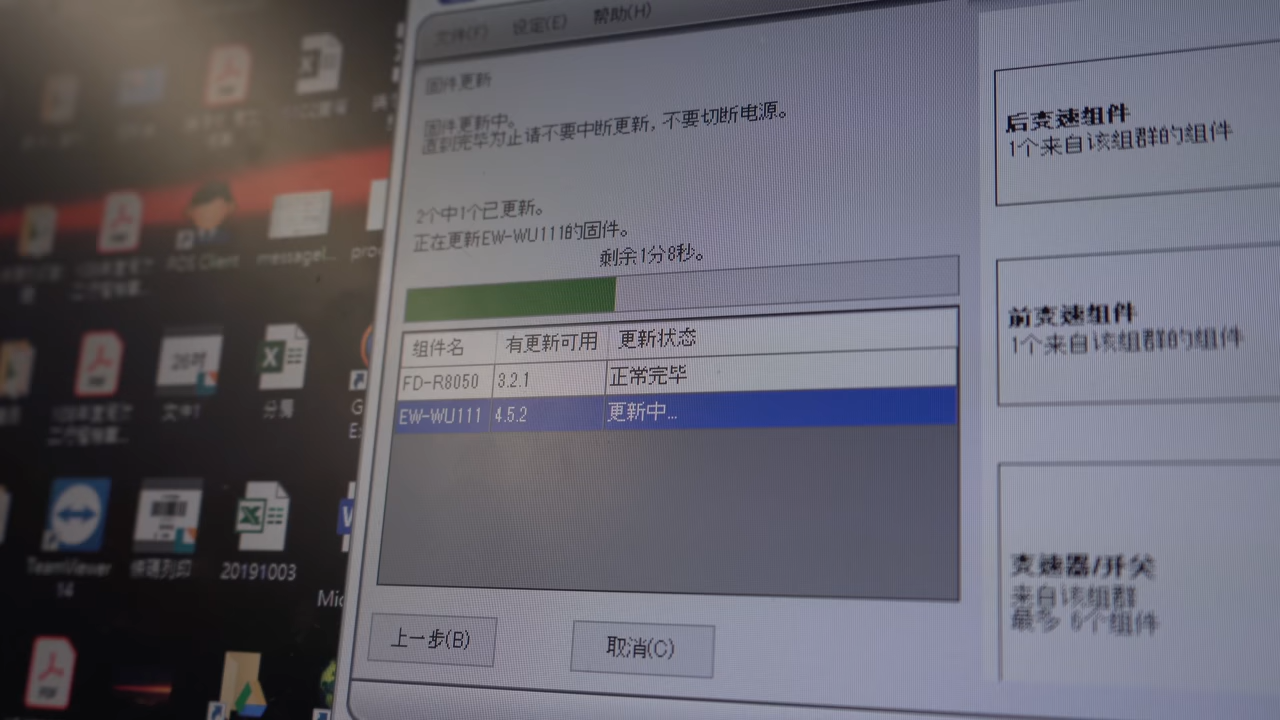 文件(F) 设定(E) 帮助(H)
固件更新
固件更新中。
直到完毕为止请不要中断更新, 不要切断电源。
2个中1个已更新。
正在更新EW-WU111的固件。
剩余1分8秒。
组件名 有更新可用 更新状态
FD-R8050 3.2.1 正常完毕
EW-WU111 4.5.2 更新中...
上一步(B) 取消(C)
后变速组件
1个来自该组群的组件
前变速组件
1个来自该组群的组件
变速器/开关
来自该组群
最多 6个组件
messagel...
TeamViewer
14
20191003